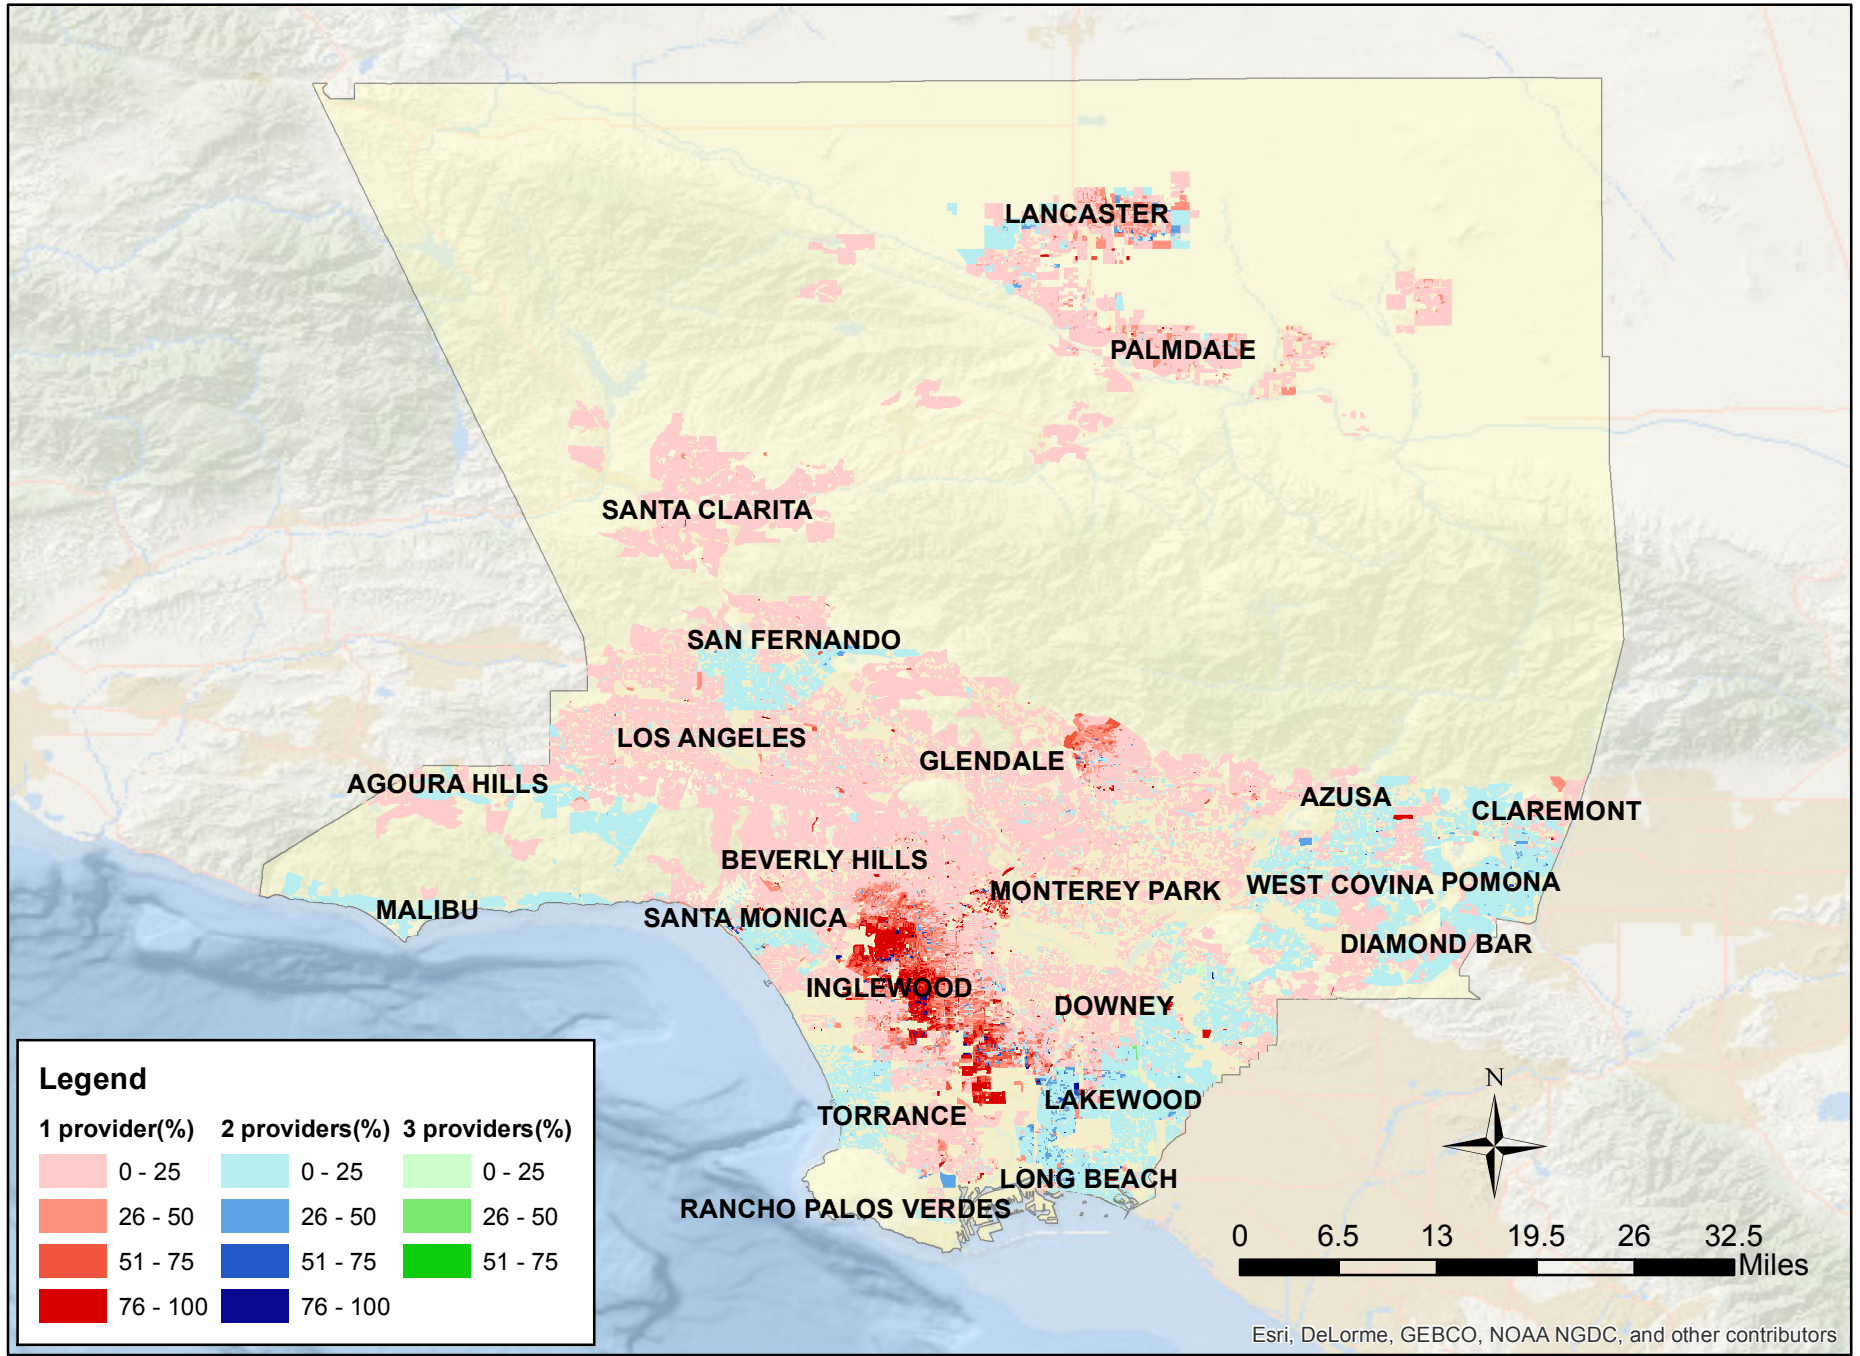 LANCASTER
PALMDALE
SANTA CLARITA
SAN FERNANDO
LOS ANGELES
GLENDALE
AGOURA HILLS
AZUSA
CLAREMONT
BEVERLY HILLS
MONTEREY PARK
WEST COVINA
POMONA
MALIBU
SANTA MONICA
DIAMOND BAR
INGLEWOOD
DOWNEY
LAKEWOOD
TORRANCE
LONG BEACH
RANCHO PALOS VERDES
Legend
1 provider(%) 2 providers(%) 3 providers(%)
0 - 25 0 - 25 0 - 25
26 - 50 26 - 50 26 - 50
51 - 75 51 - 75 51 - 75
76 - 100 76 - 100
N
0 6.5 13 19.5 26 32.5
Miles
Esri, DeLorme, GEBCO, NOAA NGDC, and other contributors